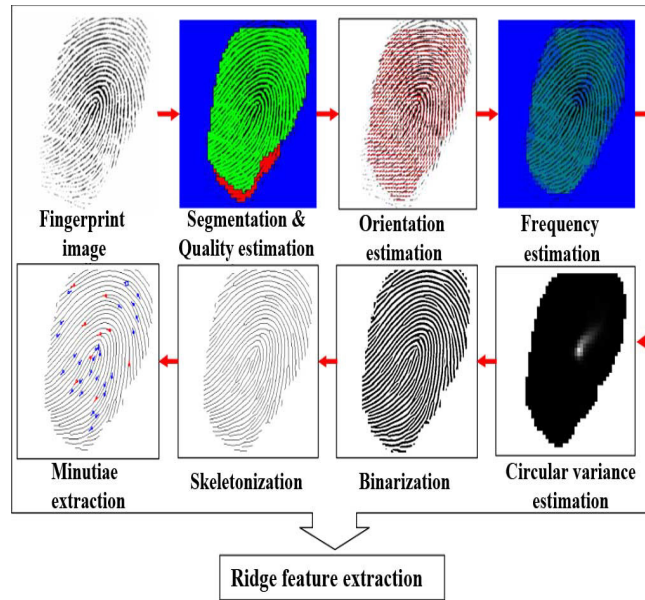 Fingerprint
image
Segmentation &
Quality estimation
Orientation
estimation
Frequency
estimation
Minutiae
extraction
Skeletonization
Binarization
Circular variance
estimation
Ridge feature extraction